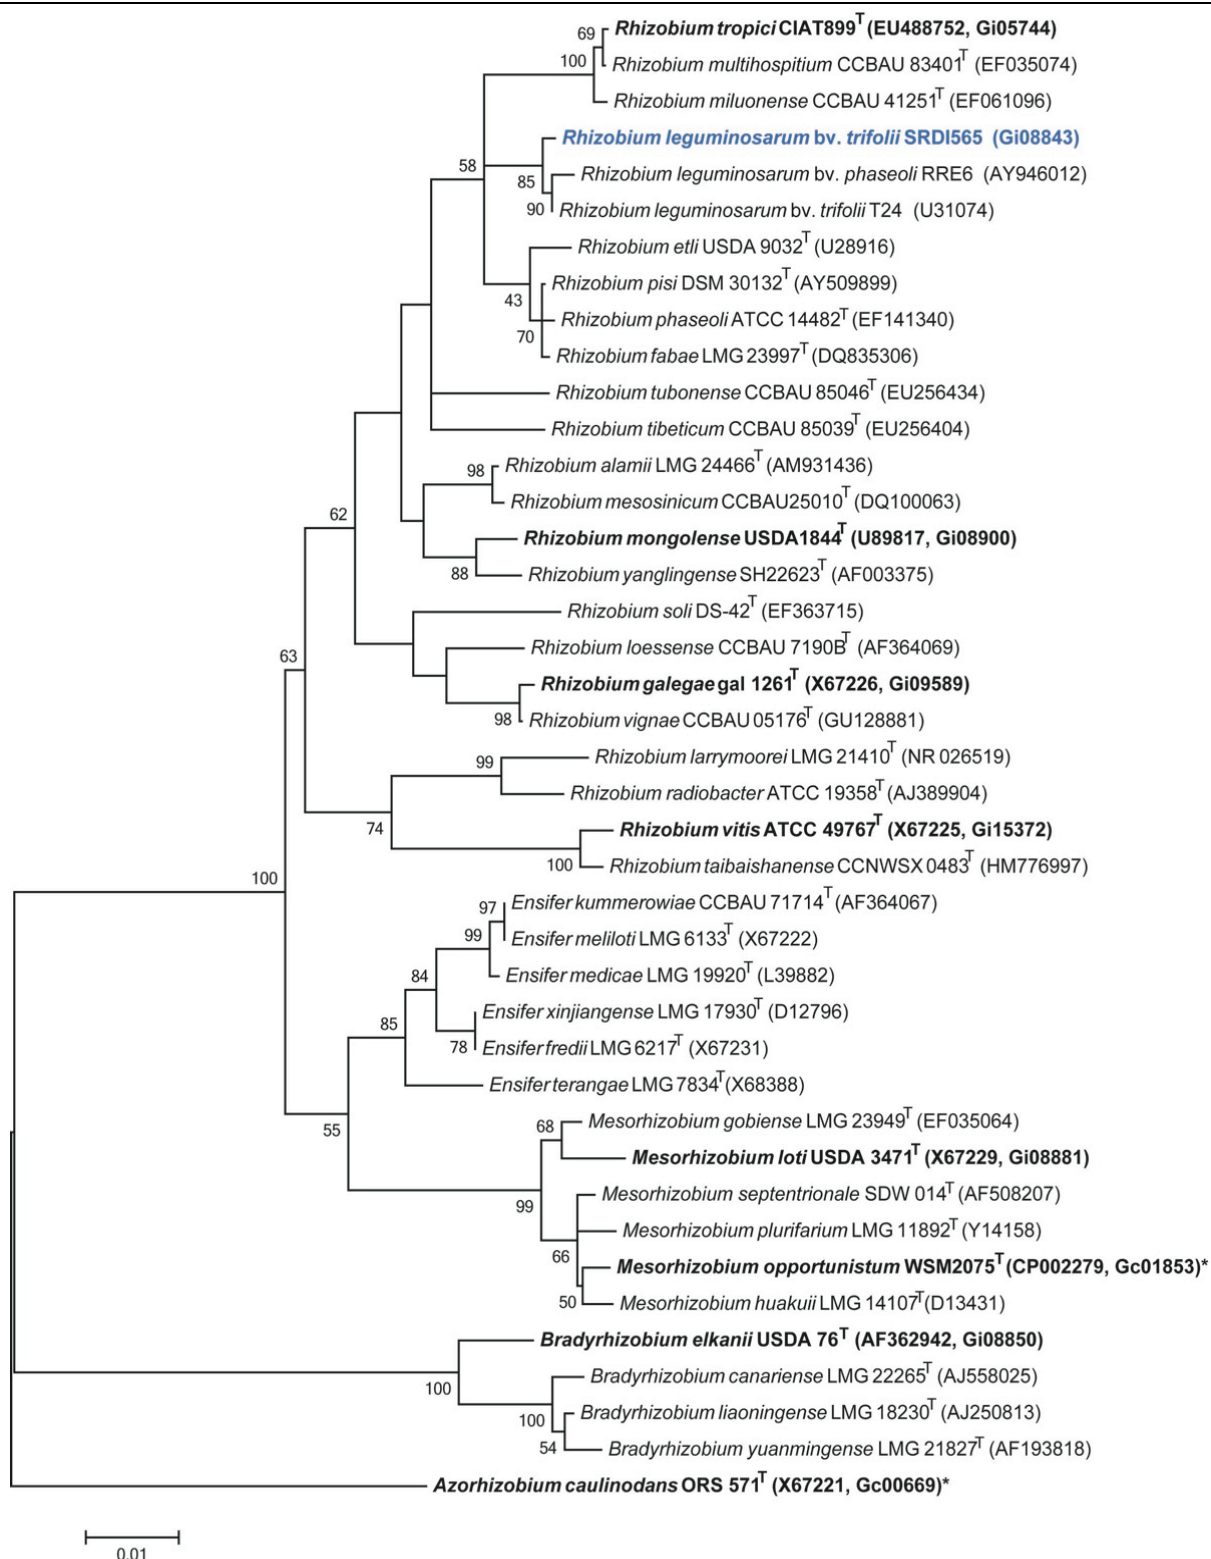 Rhizobium tropici CIAT899T (EU488752, Gi05744)
69
100
Rhizobium multihospitium CCBAU 83401T (EF035074)
Rhizobium miluonense CCBAU 41251T (EF061096)
Rhizobium leguminosarum bv. trifolii SRDI565 (Gi08843)
58
85
Rhizobium leguminosarum bv. phaseoli RRE6 (AY946012)
90
Rhizobium leguminosarum bv. trifolii T24 (U31074)
Rhizobium etli USDA 9032T (U28916)
Rhizobium pisi DSM 30132T (AY509899)
43
Rhizobium phaseoli ATCC 14482T (EF141340)
70
Rhizobium fabae LMG 23997T (DQ835306)
Rhizobium tubonense CCBAU 85046T (EU256434)
Rhizobium tibeticum CCBAU 85039T (EU256404)
98
Rhizobium alamii LMG 24466T (AM931436)
Rhizobium mesosinicum CCBAU25010T (DQ100063)
62
Rhizobium mongolense USDA1844T (U89817, Gi08900)
88
Rhizobium yanglingense SH22623T (AF003375)
Rhizobium soli DS-42T (EF363715)
63
Rhizobium loessense CCBAU 7190BT (AF364069)
Rhizobium galegae gal 1261T (X67226, Gi09589)
98
Rhizobium vignae CCBAU 05176T (GU128881)
99
Rhizobium larrymoorei LMG 21410T (NR 026519)
Rhizobium radiobacter ATCC 19358T (AJ389904)
74
Rhizobium vitis ATCC 49767T (X67225, Gi15372)
100
Rhizobium taibaishanense CCNWSX 0483T (HM776997)
100
97
Ensifer kummerowiae CCBAU 71714T (AF364067)
99
Ensifer meliloti LMG 6133T (X67222)
84
Ensifer medicae LMG 19920T (L39882)
85
Ensifer xinjiangense LMG 17930T (D12796)
78
Ensifer fredii LMG 6217T (X67231)
Ensifer terangae LMG 7834T (X68388)
55
68
Mesorhizobium gobiense LMG 23949T (EF035064)
Mesorhizobium loti USDA 3471T (X67229, Gi08881)
99
Mesorhizobium septentrionale SDW 014T (AF508207)
Mesorhizobium plurifarium LMG 11892T (Y14158)
66
Mesorhizobium opportunistum WSM2075T (CP002279, Gc01853)*
50
Mesorhizobium huakuii LMG 14107T (D13431)
Bradyrhizobium elkanii USDA 76T (AF362942, Gi08850)
100
Bradyrhizobium canariense LMG 22265T (AJ558025)
100
Bradyrhizobium liaoningense LMG 18230T (AJ250813)
54
Bradyrhizobium yuanmingense LMG 21827T (AF193818)
Azorhizobium caulinodans ORS 571T (X67221, Gc00669)*
0.01